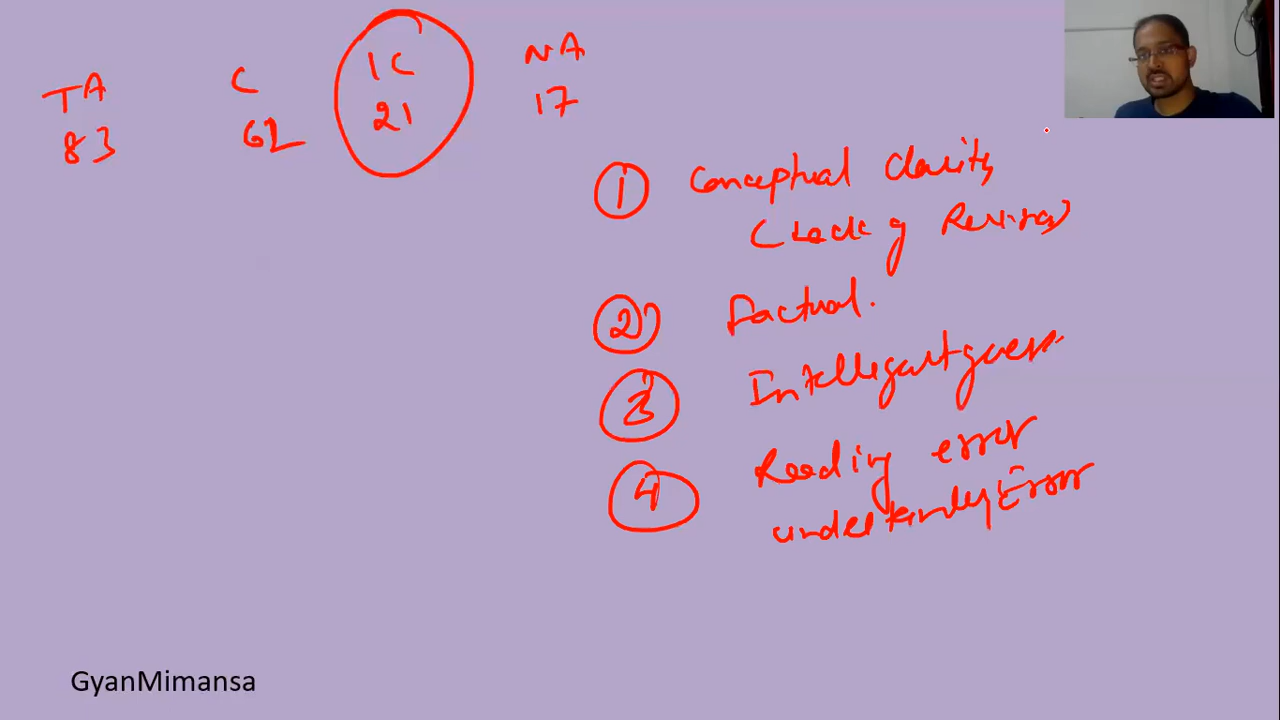 TA C IC NA
83 62 21 17
1 Conceptual clarity
(Lack of Revision)
2) Factual.
3) Intellegent guess
4 Reading error
understanding Error
GyanMimansa